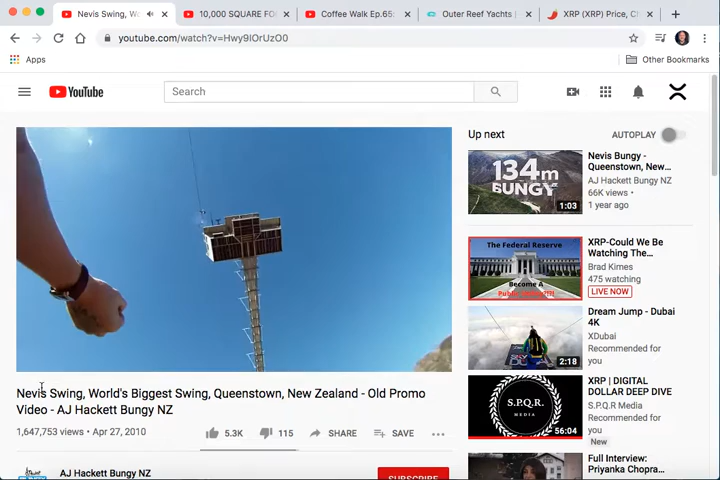 Nevis Swing, W
10,000 SQUARE FO
Coffee Walk Ep.65
Outer Reef Yachts |
XRP (XRP) Price, C
youtube.com/watch?v=Hwy9IOrUzO0
Apps
Other Bookmarks
YouTube
Search
Up next
AUTOPLAY
134m
BUNGY
1:03
Nevis Bungy -
Queenstown, New...
AJ Hackett Bungy NZ
66K views •
1 year ago
The Federal Reserve
Become A
XRP-Could We Be
Watching The...
Brad Kimes
475 watching
LIVE NOW
2:18
Dream Jump - Dubai
4K
XDubai
Recommended for
you
S.P.Q.R.
MEDIA
56:04
XRP | DIGITAL
DOLLAR DEEP DIVE
S.P.Q.R Media
Recommended for
you
New
Full Interview:
Priyanka Chopra...
Nevis Swing, World's Biggest Swing, Queenstown, New Zealand - Old Promo
Video - AJ Hackett Bungy NZ
1,647,753 views • Apr 27, 2010
5.3K
115
SHARE
SAVE
AJ Hackett Bungy NZ
SUBSCRIBE